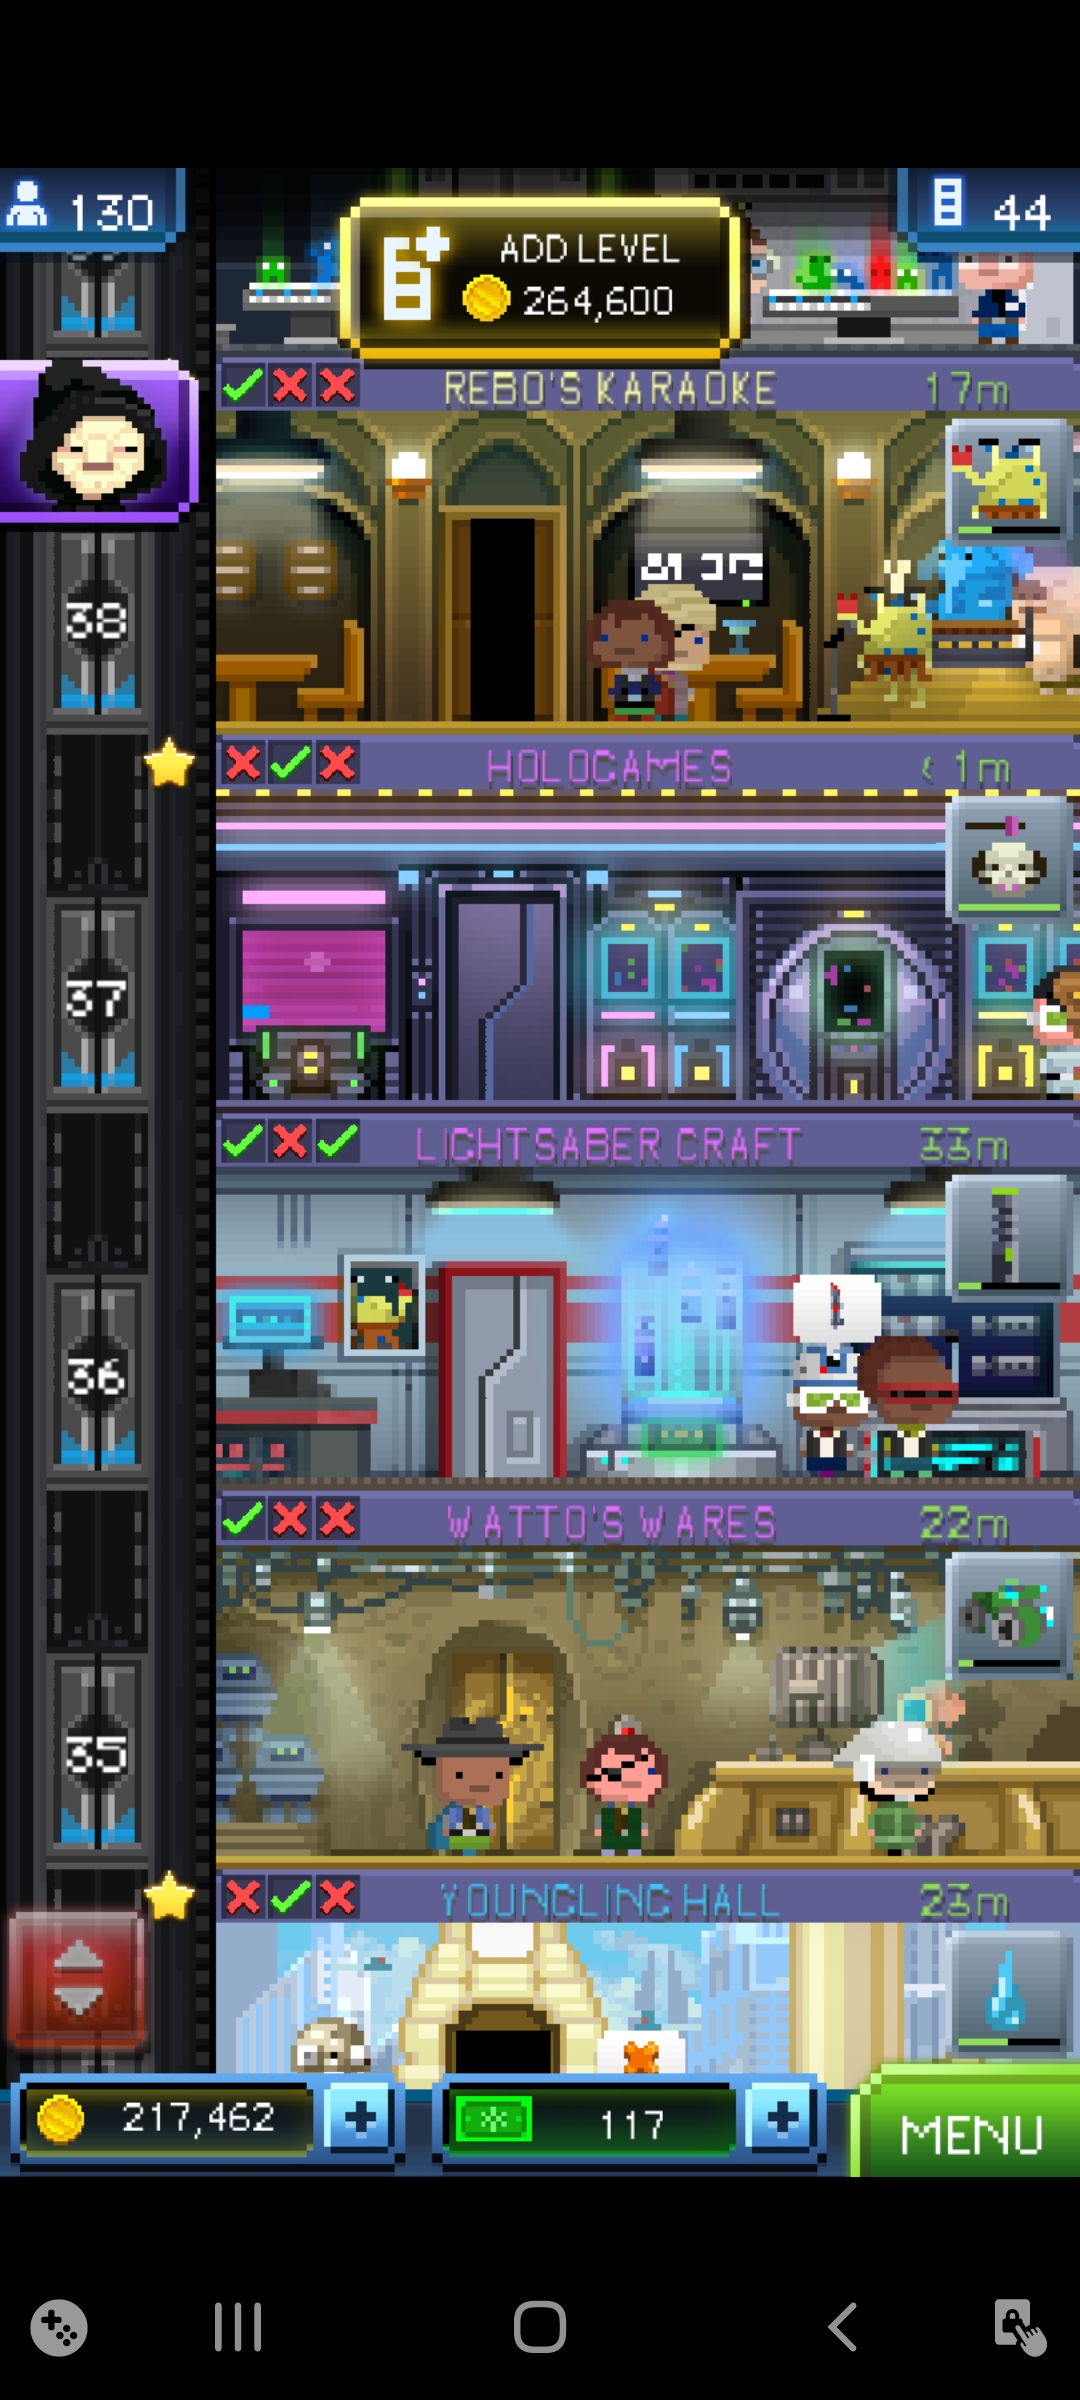 130
44
ADD LEVEL
264,600
REBO'S KARAOKE 17m
38
HOLOGAMES < 1m
37
LIGHTSABER CRAFT 33m
36
WATTO'S WARES 22m
35
YOUNGLING HALL 23m
217,462
117
MENU